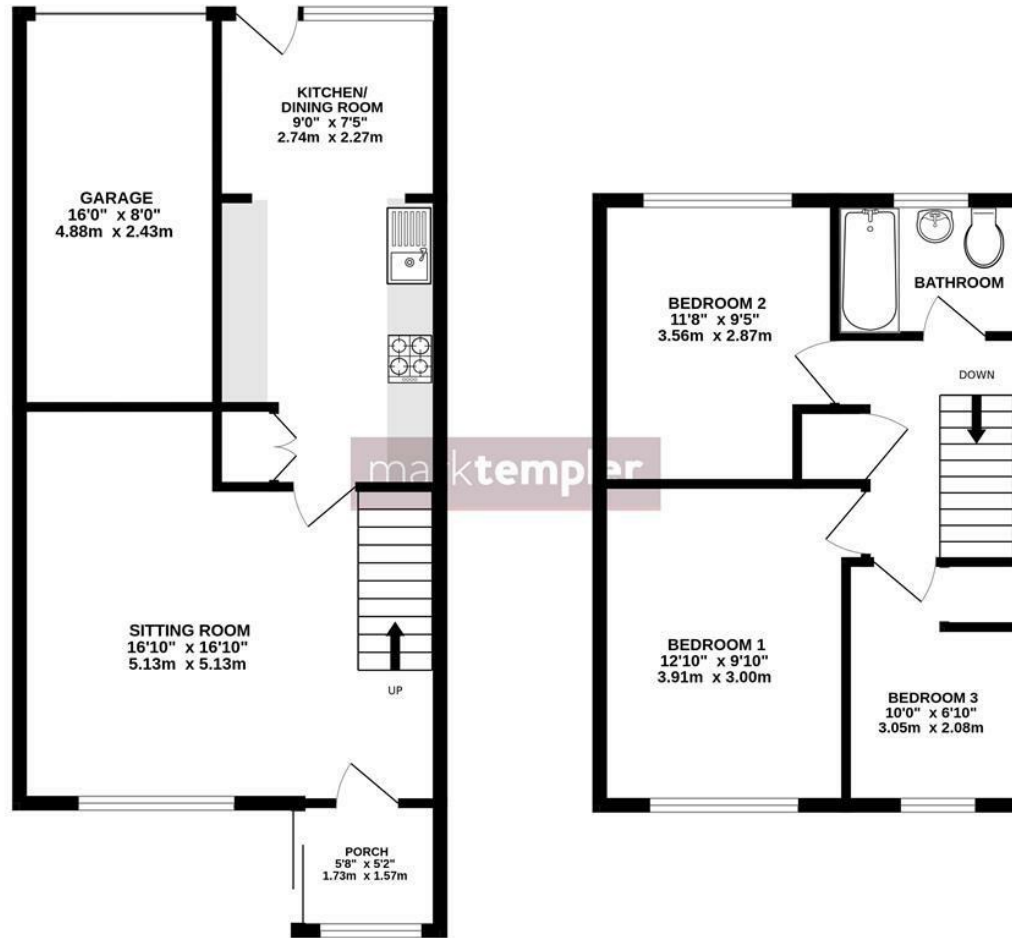 KITCHEN/
DINING ROOM
9'0" x 7'5"
2.74m x 2.27m
GARAGE
16'0" x 8'0"
4.88m x 2.43m
SITTING ROOM
16'10" x 16'10"
5.13m x 5.13m
UP
PORCH
5'8" x 5'2"
1.73m x 1.57m
marktempler
BATHROOM
BEDROOM 2
11'8" x 9'5"
3.56m x 2.87m
DOWN
BEDROOM 1
12'10" x 9'10"
3.91m x 3.00m
BEDROOM 3
10'0" x 6'10"
3.05m x 2.08m